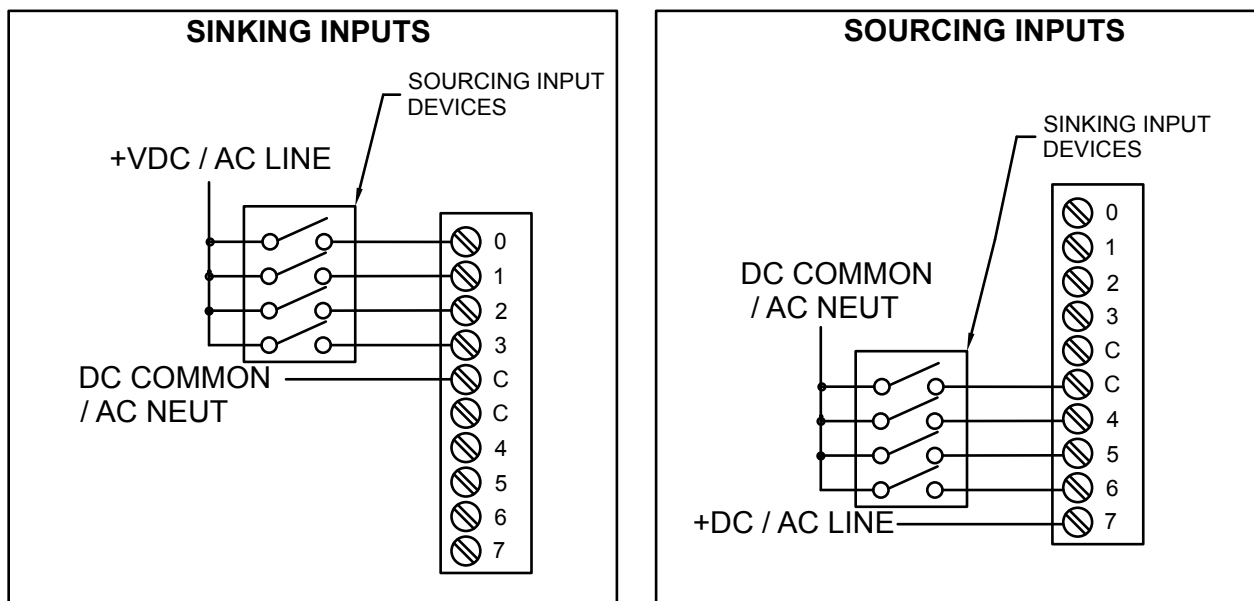 SINKING INPUTS
SOURCING INPUT
DEVICES
+VDC / AC LINE
0
1
2
3
DC COMMON
/ AC NEUT
C
C
4
5
6
7
SOURCING INPUTS
SINKING INPUT
DEVICES
0
1
2
3
C
DC COMMON
/ AC NEUT
C
4
5
6
+DC / AC LINE
7